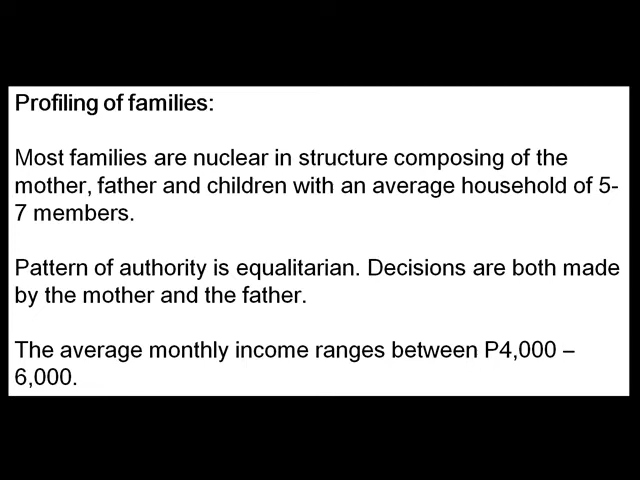 Profiling of families:
Most families are nuclear in structure composing of the
mother, father and children with an average household of 5-
7 members.
Pattern of authority is equalitarian. Decisions are both made
by the mother and the father.
The average monthly income ranges between P4,000 –
6,000.